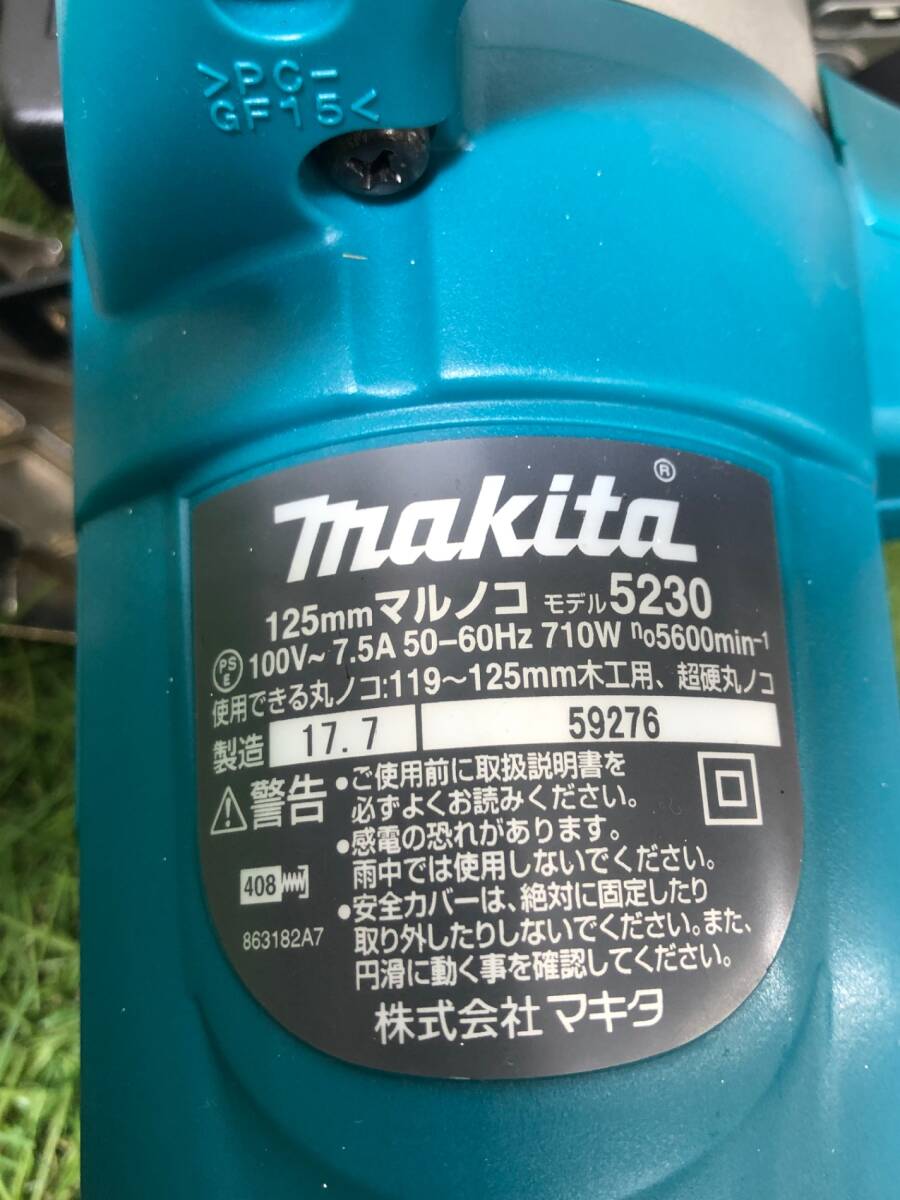 >PC-
GF15<
makita®
125mmマルノコ モデル5230
PSE 100V~ 7.5A 50-60Hz 710W n₀5600min⁻¹
使用できる丸ノコ:119〜125mm木工用、超硬丸ノコ
製造 17.7 59276
警告 •ご使用前に取扱説明書を
必ずよくお読みください。
•感電の恐れがあります。
雨中では使用しないでください。
408
•安全カバーは、絶対に固定したり
863182A7
取り外したりしないでください。また、
円滑に動く事を確認してください。
株式会社マキタ